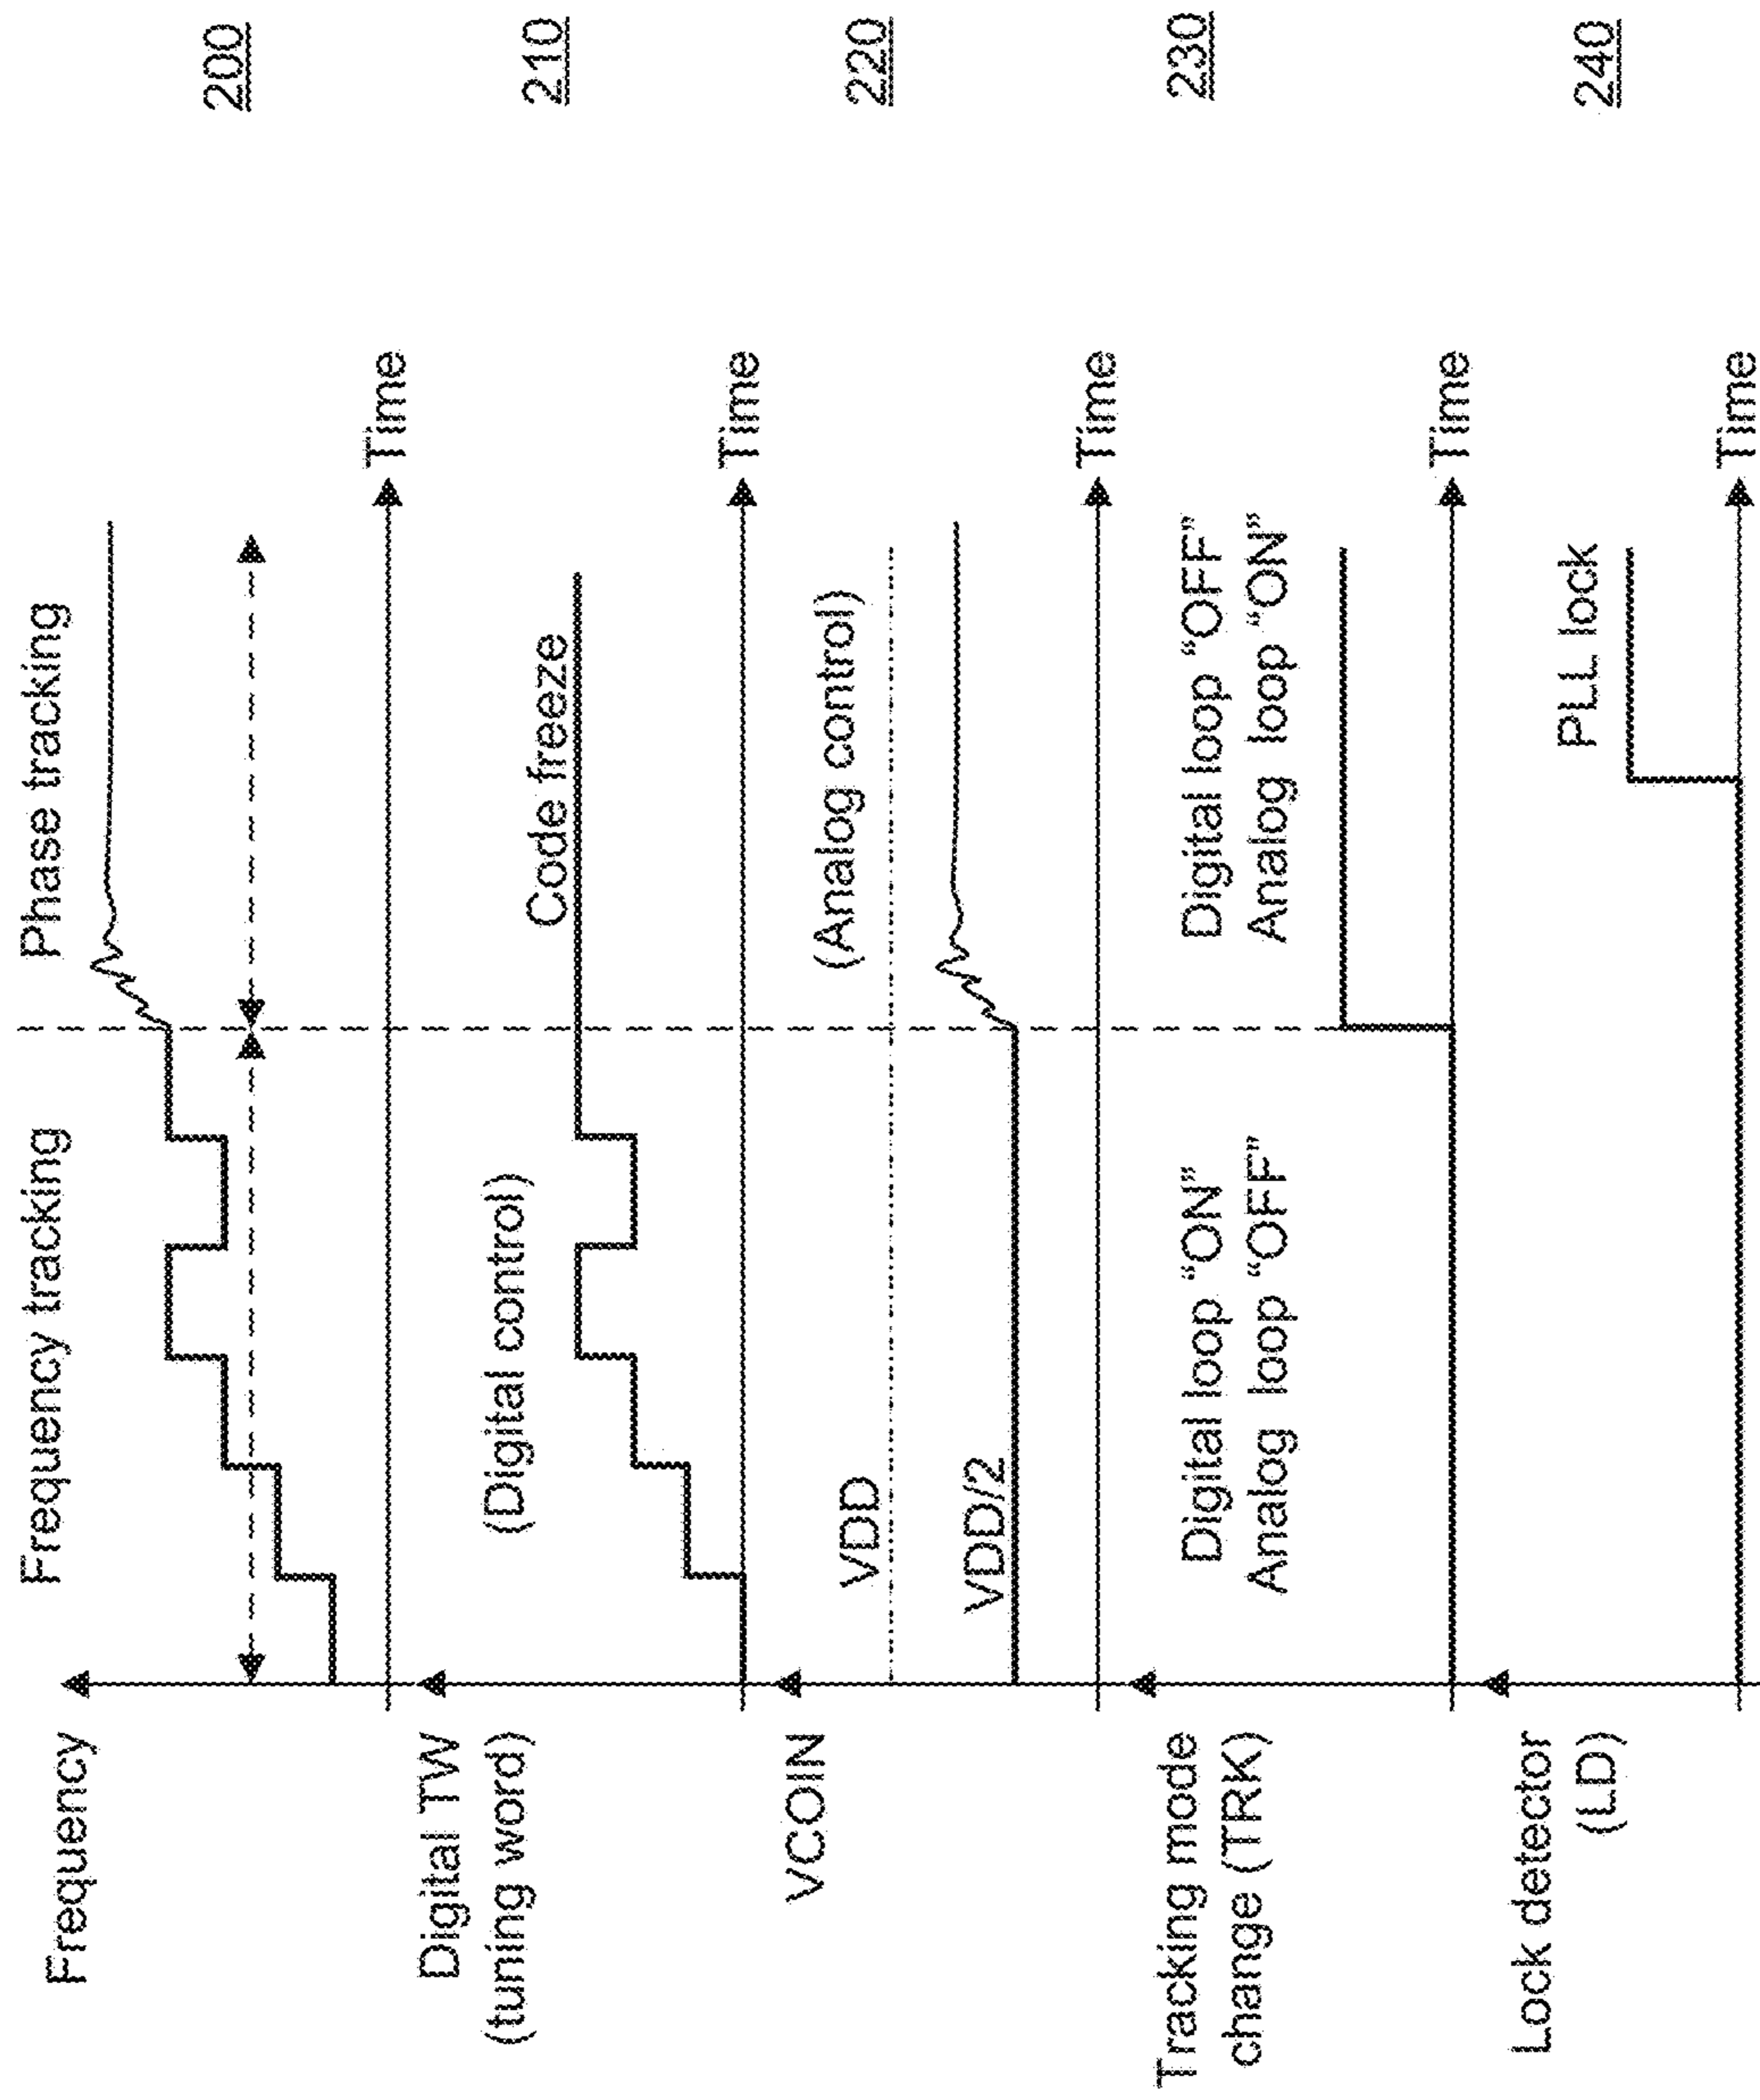 Frequency tracking
Phase tracking
Frequency
Time
200
Digital TW
(tuning word)
(Digital control)
Code freeze
Time
210
VCOIN
VDD
(Analog control)
VDD/2
Time
220
Tracking mode
change (TRK)
Digital loop “ON”
Analog loop “OFF”
Digital loop “OFF”
Analog loop “ON”
Time
230
Lock detector
(LD)
PLL lock
Time
240